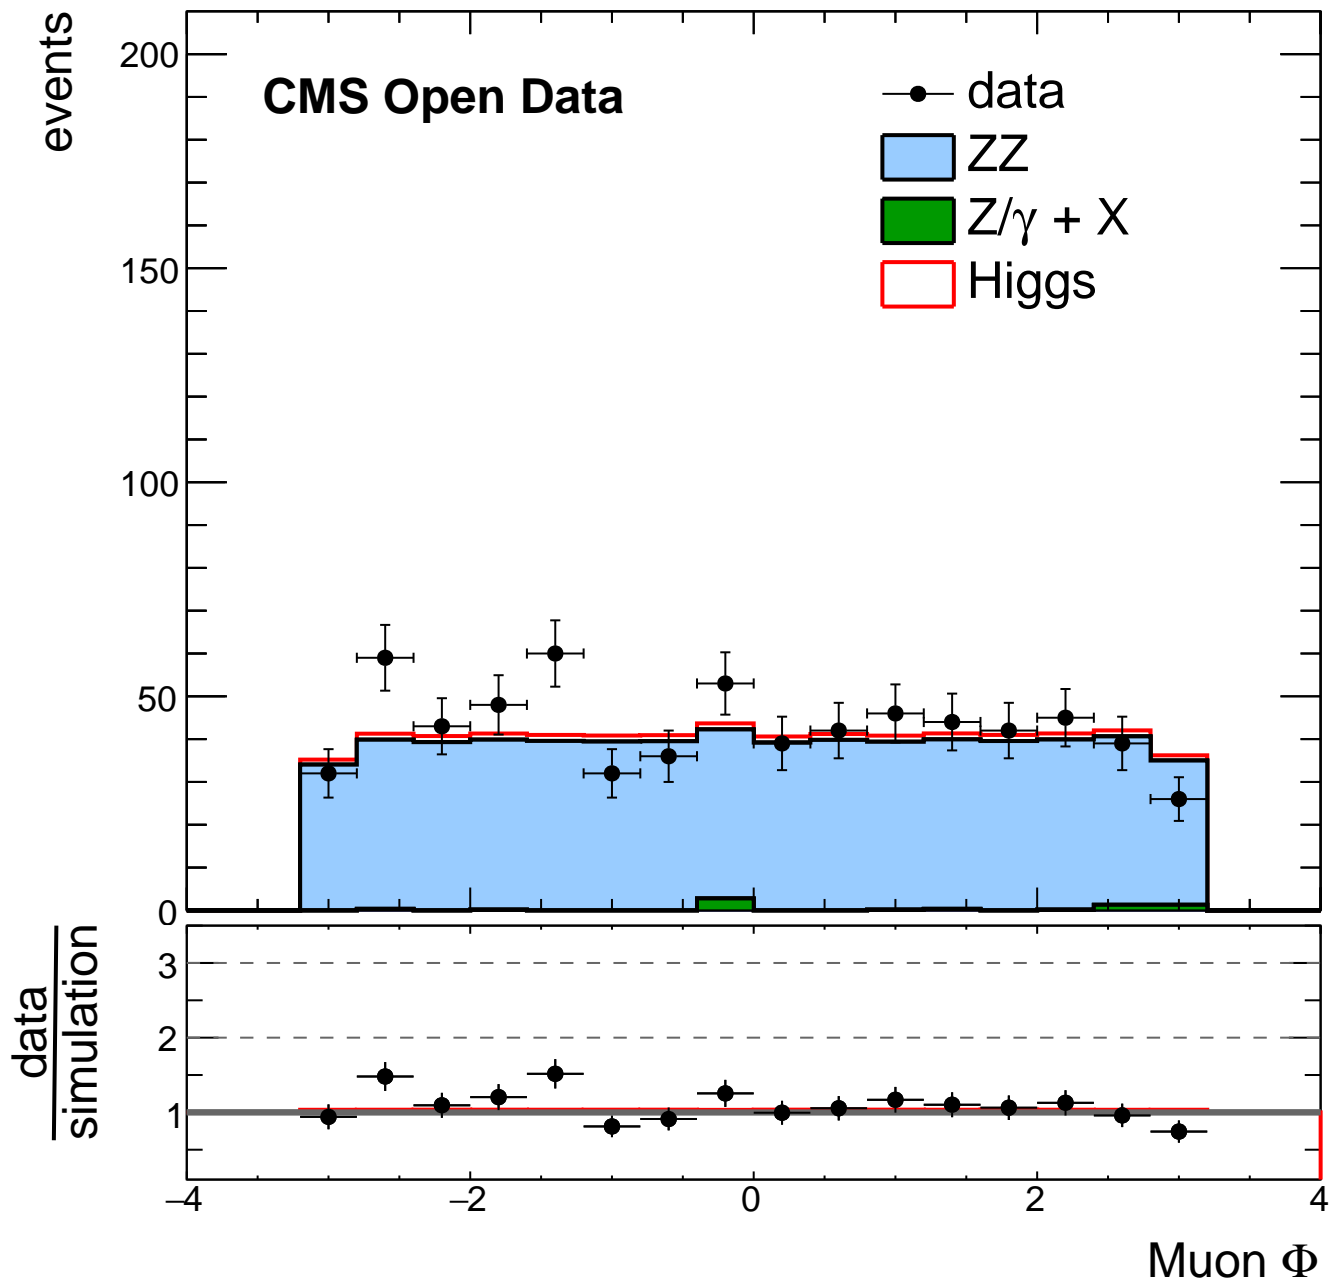 events
200
150
100
50
0
CMS Open Data
data
ZZ
Z/γ + X
Higgs
data
simulation
3
2
1
−4
−2
0
2
4
Muon Φ